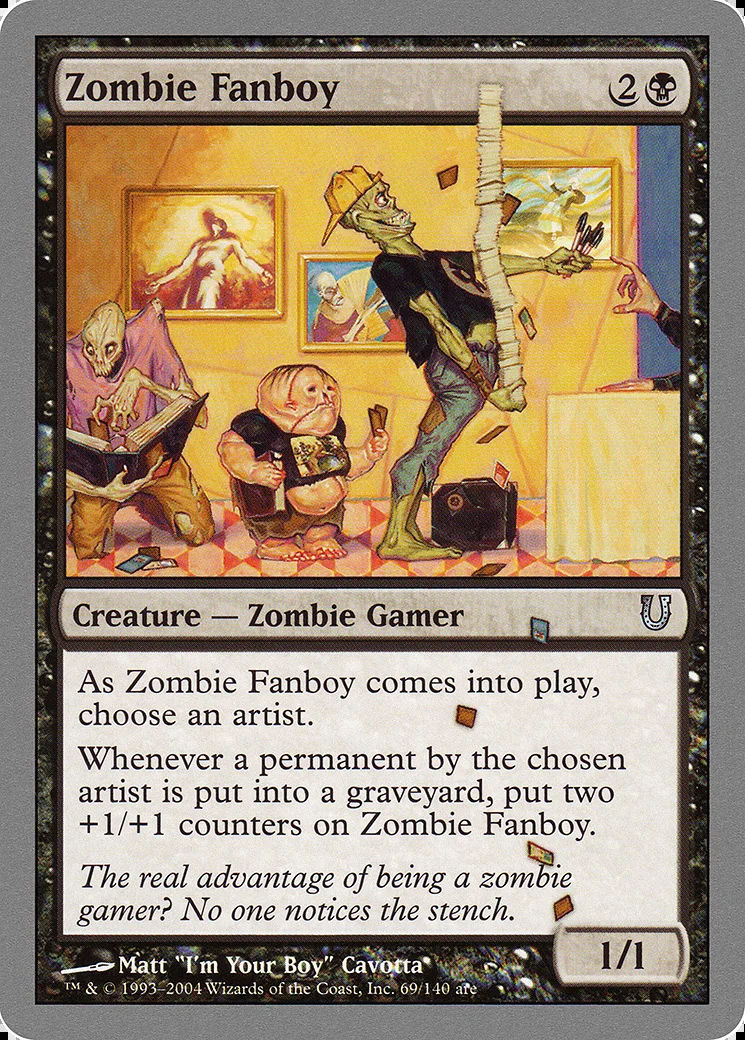 Zombie Fanboy 2
Creature — Zombie Gamer
As Zombie Fanboy comes into play,
choose an artist.
Whenever a permanent by the chosen
artist is put into a graveyard, put two
+1/+1 counters on Zombie Fanboy.
The real advantage of being a zombie
gamer? No one notices the stench.
1/1
Matt "I'm Your Boy" Cavotta
™ & © 1993–2004 Wizards of the Coast, Inc. 69/140 are